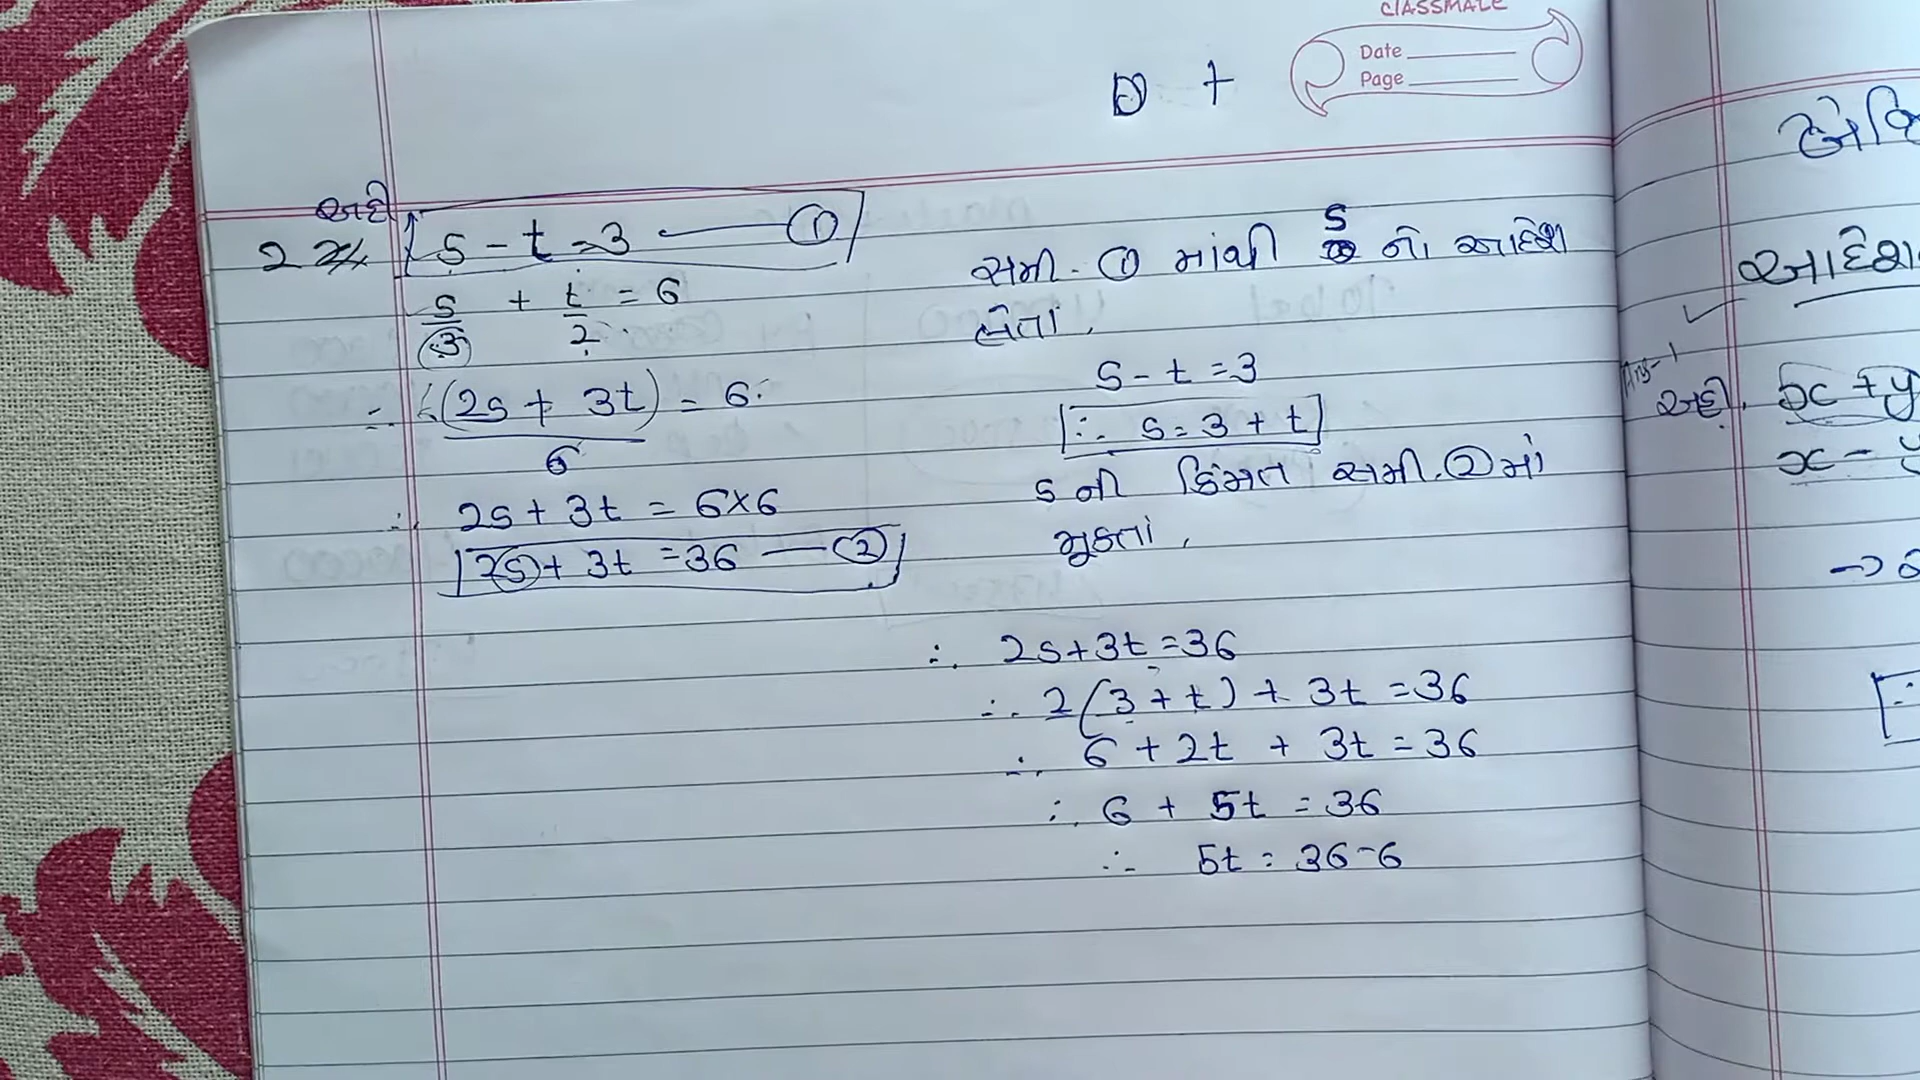 CLASSMATE
Date
Page
અહી
2 s - t = 3 — ①
s/3 + t/2 = 6
∴ (2s + 3t)/6 = 6
∴ 2s + 3t = 6×6
2s + 3t = 36 — ②
સમી. ① માંથી s નો આદેશ
લેતાં,
s - t = 3
∴ s = 3 + t
s ની કિંમત સમી. ② માં
મુકતાં,
∴ 2s + 3t = 36
∴ 2(3 + t) + 3t = 36
∴ 6 + 2t + 3t = 36
∴ 6 + 5t = 36
∴ 5t = 36 - 6
આદેશ
Ans-1
અહી, x + y
x - y